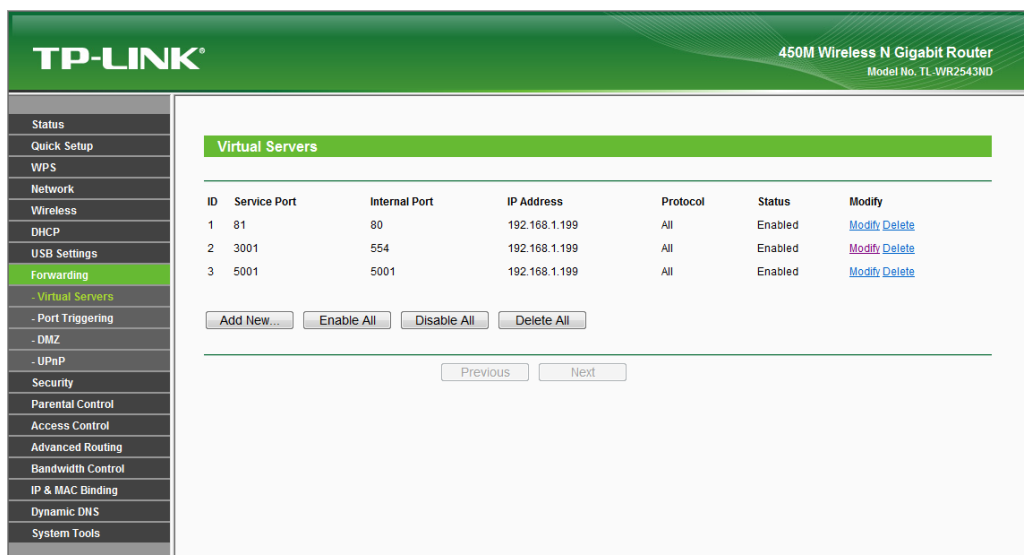 TP-LINK®
450M Wireless N Gigabit Router
Model No. TL-WR2543ND
Status
Quick Setup
WPS
Network
Wireless
DHCP
USB Settings
Forwarding
- Virtual Servers
- Port Triggering
- DMZ
- UPnP
Security
Parental Control
Access Control
Advanced Routing
Bandwidth Control
IP & MAC Binding
Dynamic DNS
System Tools
Virtual Servers
ID Service Port Internal Port IP Address Protocol Status Modify
1 81 80 192.168.1.199 All Enabled Modify Delete
2 3001 554 192.168.1.199 All Enabled Modify Delete
3 5001 5001 192.168.1.199 All Enabled Modify Delete
Add New... Enable All Disable All Delete All
Previous Next